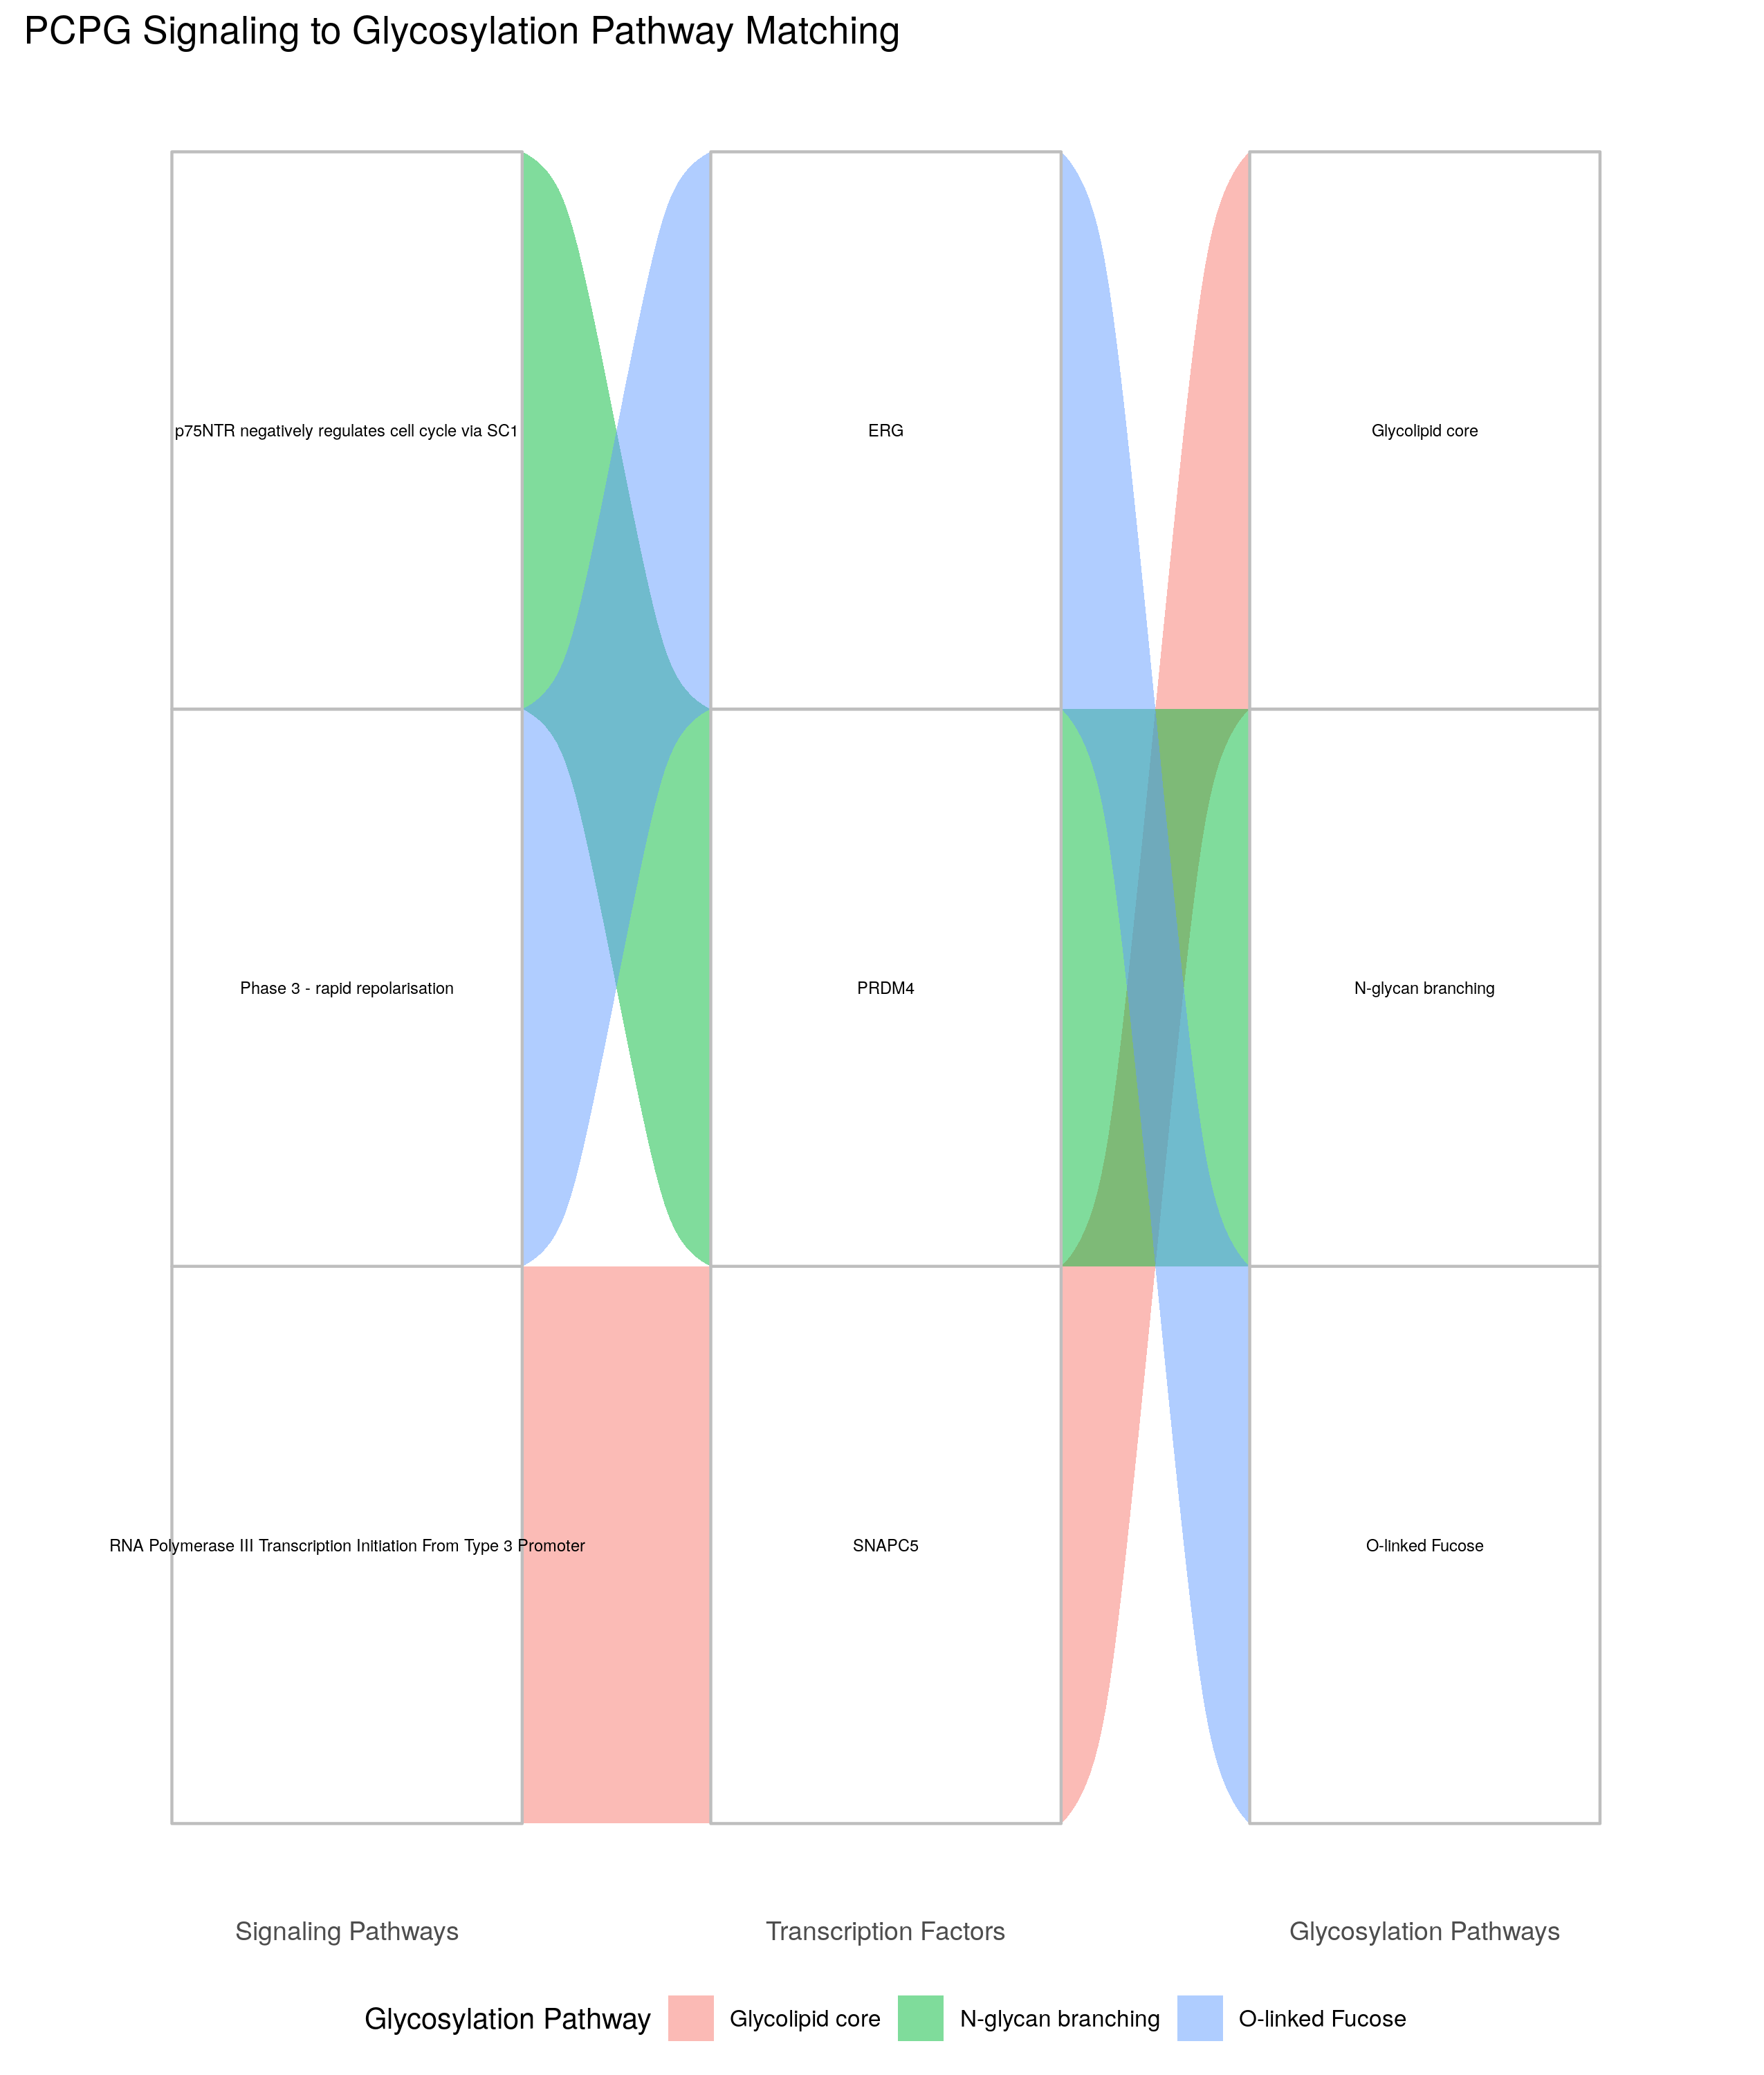 PCPG Signaling to Glycosylation Pathway Matching
p75NTR negatively regulates cell cycle via SC1
ERG
Glycolipid core
Phase 3 - rapid repolarisation
PRDM4
N-glycan branching
RNA Polymerase III Transcription Initiation From Type 3 Promoter
SNAPC5
O-linked Fucose
Signaling Pathways
Transcription Factors
Glycosylation Pathways
Glycosylation Pathway
Glycolipid core
N-glycan branching
O-linked Fucose